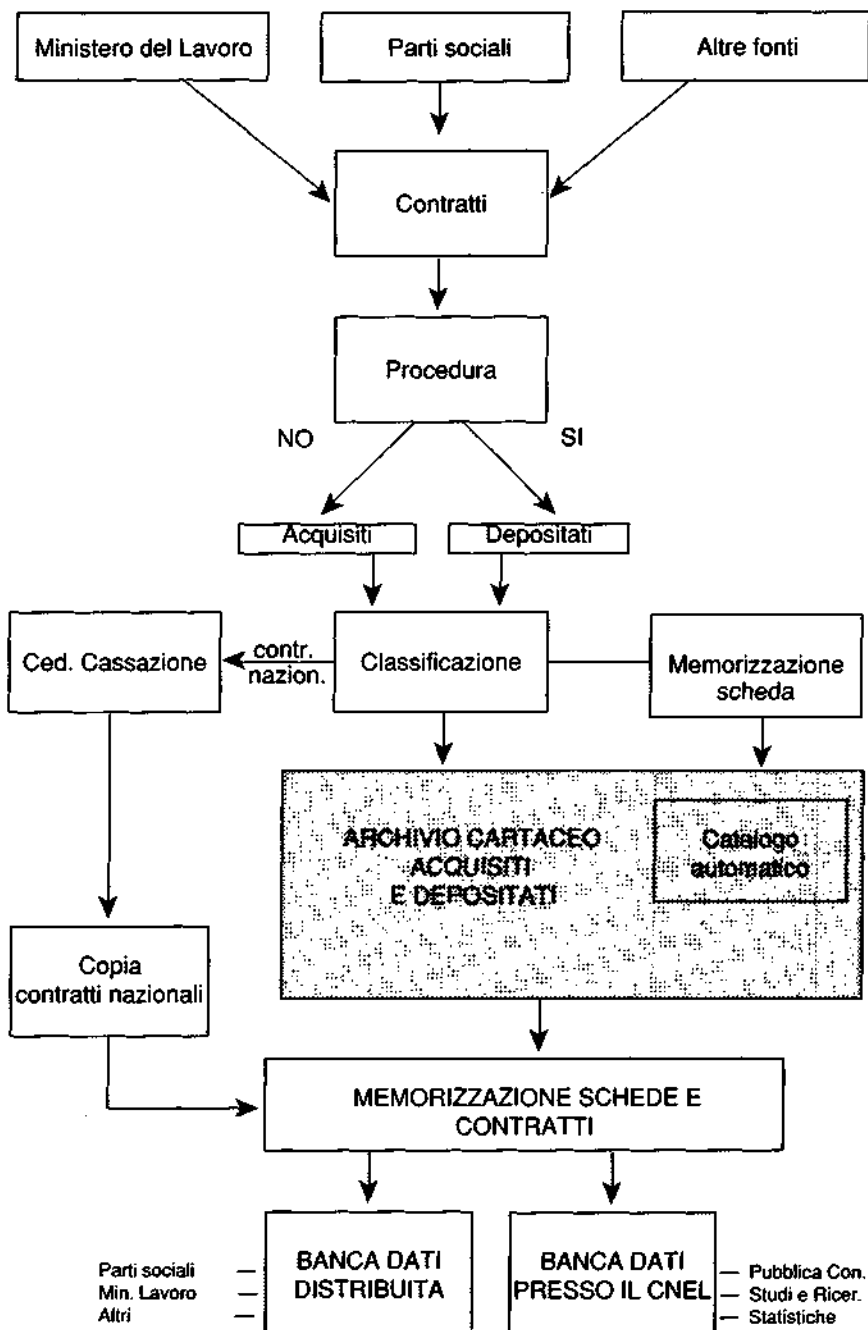 Ministero del Lavoro
Parti sociali
Altre fonti
Contratti
Procedura
NO
SI
Acquisiti
Depositati
Ced. Cassazione
contr.
nazion.
Classificazione
Memorizzazione
scheda
ARCHIVIO CARTACEO
ACQUISITI
E DEPOSITATI
Catalogo
automatico
Copia
contratti nazionali
MEMORIZZAZIONE SCHEDE E
CONTRATTI
BANCA DATI
DISTRIBUITA
BANCA DATI
PRESSO IL CNEL
Parti sociali
Min. Lavoro
Altri
Pubblica Con.
Studi e Ricer.
Statistiche